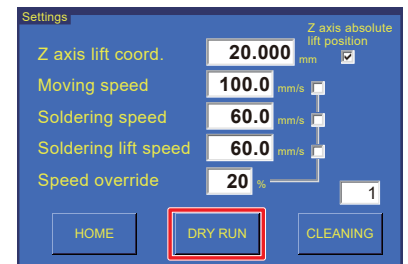 Settings
Z axis absolute
lift position
Z axis lift coord. 20.000 mm
Moving speed 100.0 mm/s
Soldering speed 60.0 mm/s
Soldering lift speed 60.0 mm/s
Speed override 20 %
1
HOME DRY RUN CLEANING